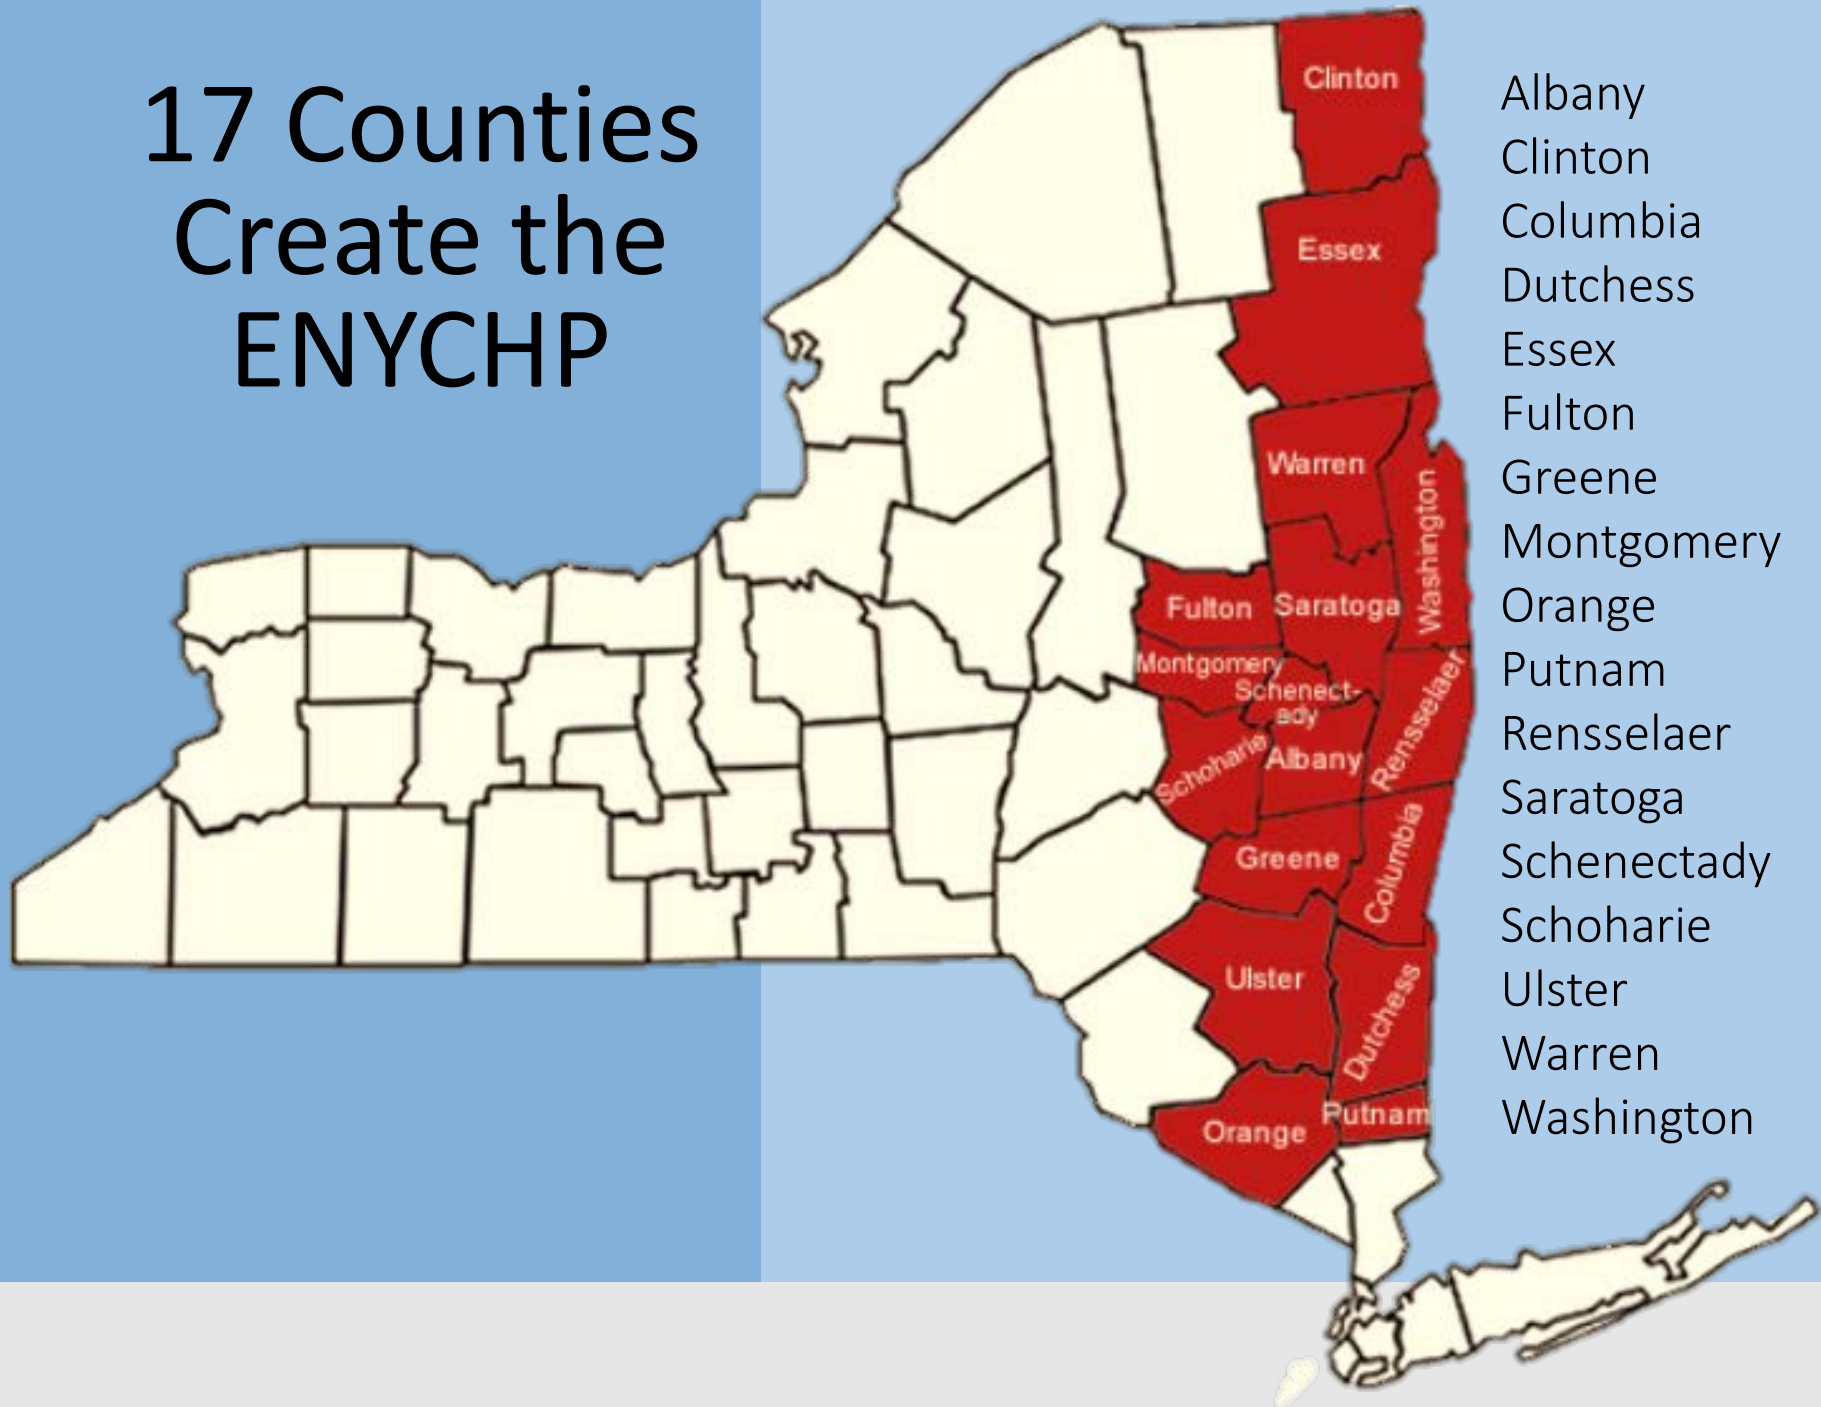 17 Counties
Create the
ENYCHP
Clinton
Essex
Warren
Washington
Fulton
Saratoga
Montgomery
Schenect-
ady
Rensselaer
Schoharie
Albany
Greene
Columbia
Ulster
Dutchess
Orange
Putnam
Albany
Clinton
Columbia
Dutchess
Essex
Fulton
Greene
Montgomery
Orange
Putnam
Rensselaer
Saratoga
Schenectady
Schoharie
Ulster
Warren
Washington